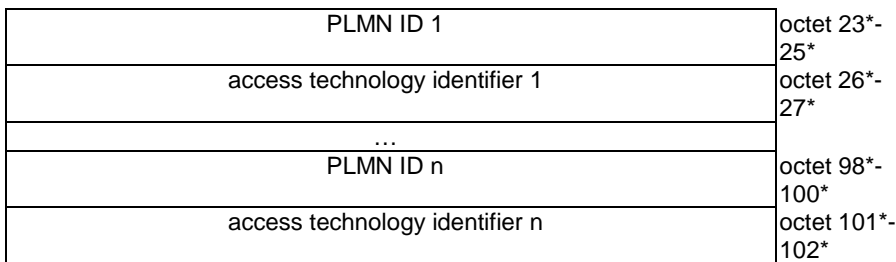 PLMN ID 1 octet 23*-
25*
access technology identifier 1 octet 26*-
27*
…
PLMN ID n octet 98*-
100*
access technology identifier n octet 101*-
102*